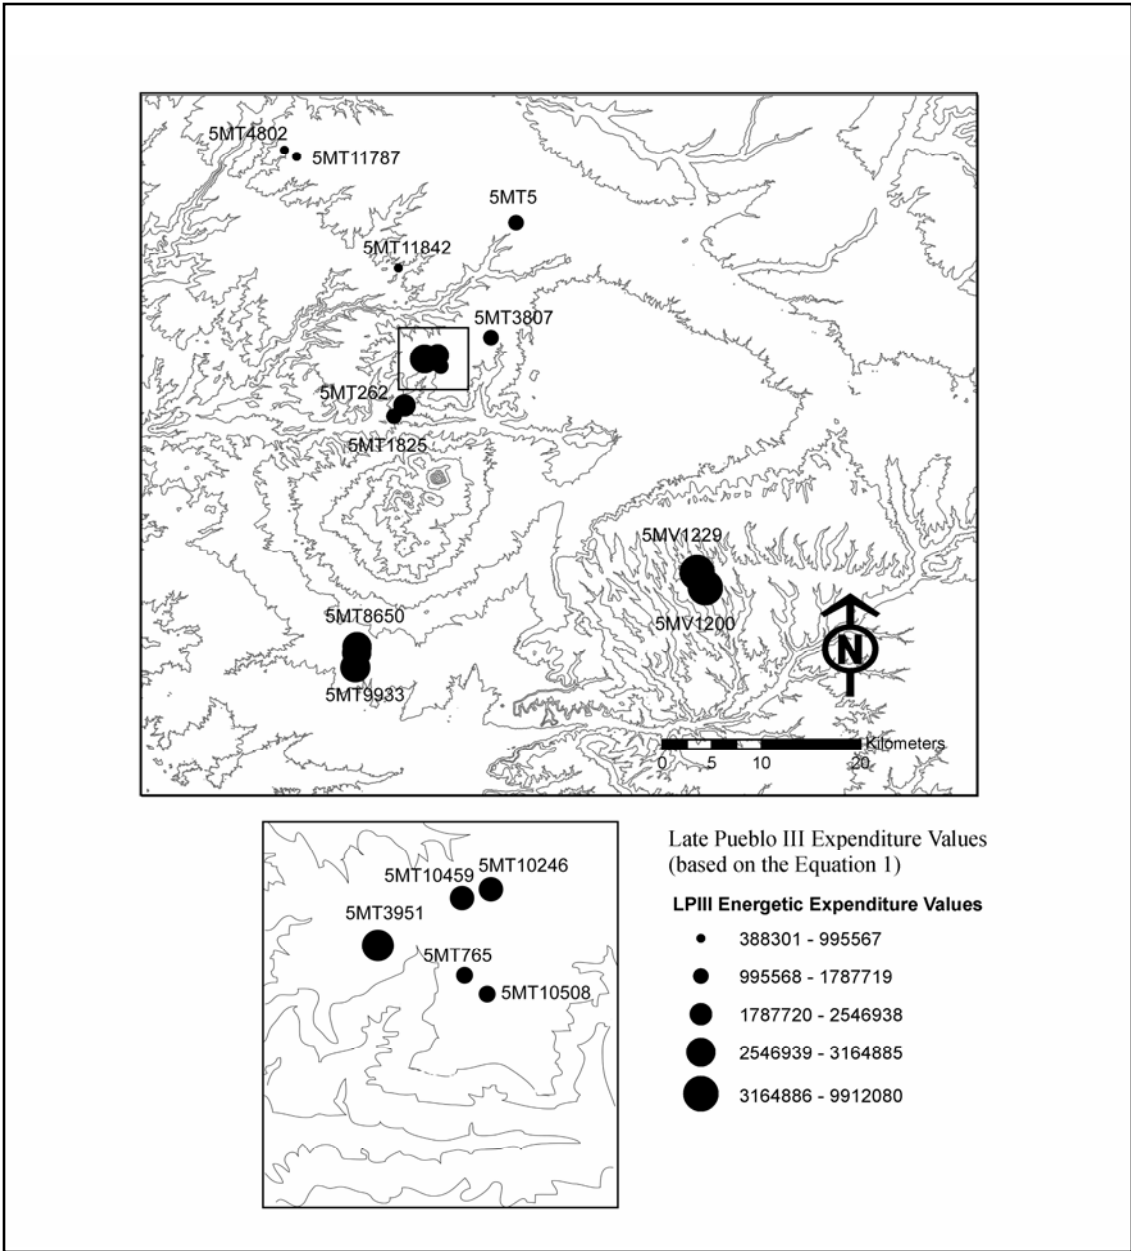 5MT4802
5MT11787
5MT5
5MT11842
5MT3807
5MT262
5MT1825
5MV1229
5MV1200
5MT8650
5MT9933
N
Kilometers
0 5 10 20
5MT10246
5MT10459
5MT3951
5MT765
5MT10508
Late Pueblo III Expenditure Values
(based on the Equation 1)
LPIII Energetic Expenditure Values
388301 - 995567
995568 - 1787719
1787720 - 2546938
2546939 - 3164885
3164886 - 9912080